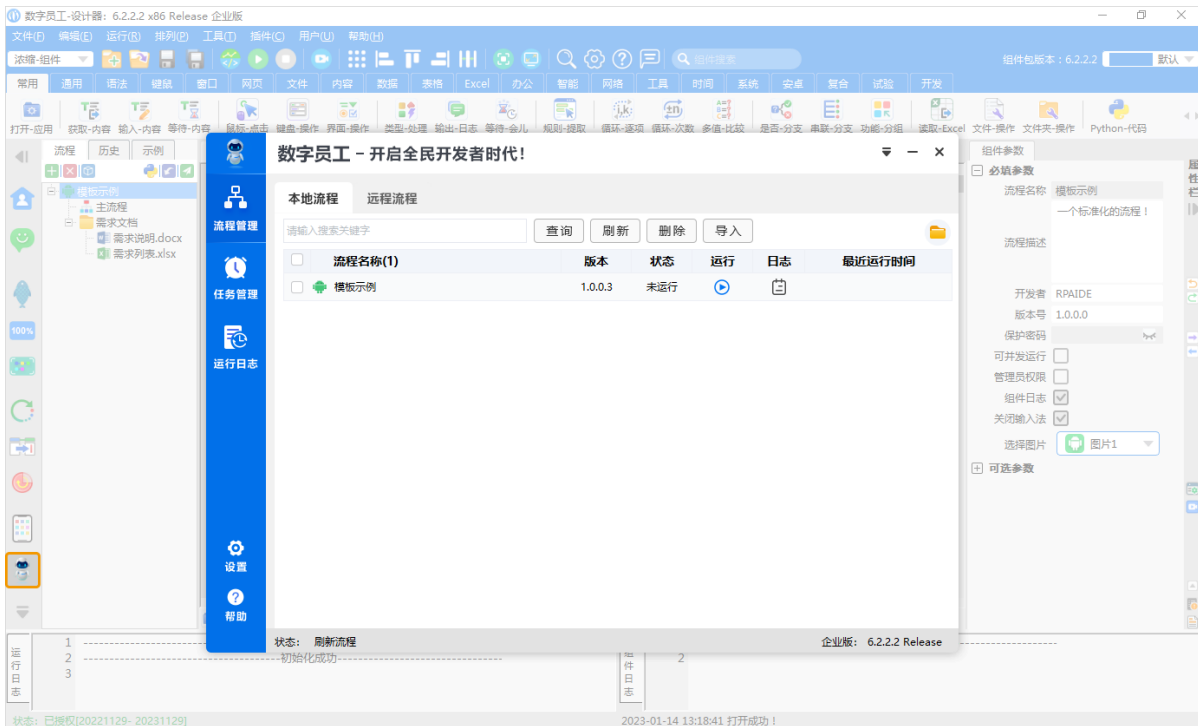 数字员工-设计器: 6.2.2.2 x86 Release 企业版
文件(F) 编辑(E) 运行(R) 排列(P) 工具(T) 插件(C) 用户(U) 帮助(H)
浓缩-组件 组件搜索 组件包版本：6.2.2.2 默认
常用 通用 语法 键鼠 窗口 网页 文件 内容 数据 表格 Excel 办公 智能 网络 工具 时间 系统 安卓 复合 试验 开发
打开-应用 获取-内容 输入-内容 等待-内容 鼠标-点击 键盘-操作 界面-操作 类型-处理 输出-日志 等待-会儿 规则-提取 循环-逐项 循环-次数 多值-比较 是否-分支 串联-分支 功能-分组 读取-Excel 文件-操作 文件夹-操作 Python-代码
流程 历史 示例
模板示例
主流程
需求文档
需求说明.docx
需求列表.xlsx
100%
数字员工 – 开启全民开发者时代!
流程管理
任务管理
运行日志
设置
帮助
本地流程 远程流程
请输入搜索关键字 查询 刷新 删除 导入
流程名称(1) 版本 状态 运行 日志 最近运行时间
模板示例 1.0.0.3 未运行
状态: 刷新流程 企业版: 6.2.2.2 Release
组件参数
属性栏
必填参数
流程名称 模板示例
一个标准化的流程！
流程描述
开发者 RPAIDE
版本号 1.0.0.0
保护密码
可并发运行
管理员权限
组件日志
关闭输入法
选择图片 图片1
可选参数
运行日志
1
2 初始化成功
3
组件日志
2
状态: 已授权[20221129- 20231129] 2023-01-14 13:18:41 打开成功！